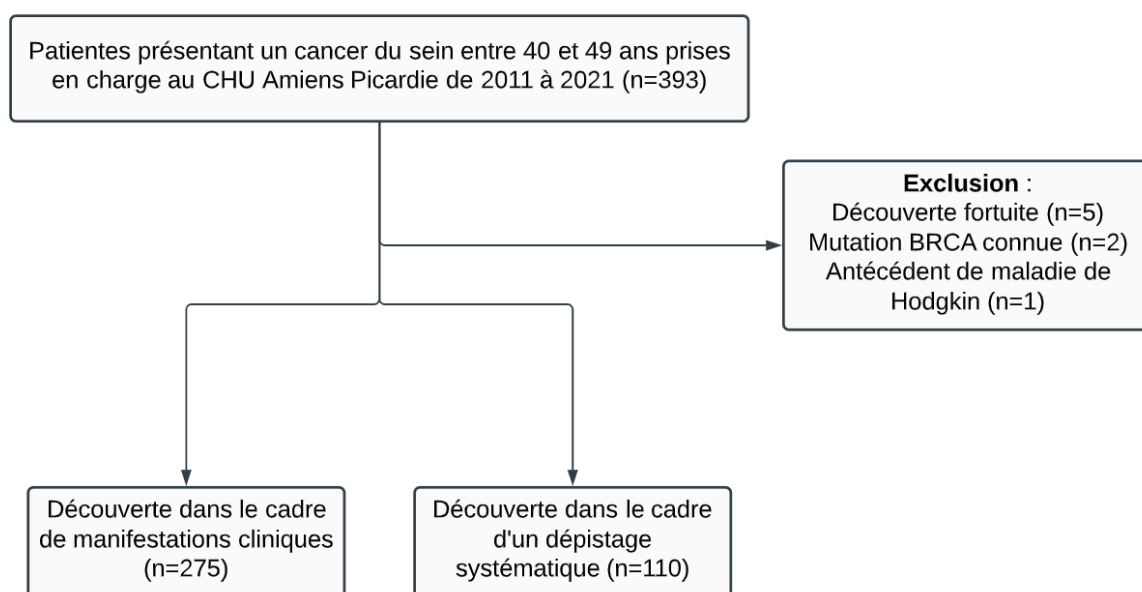 Patientes présentant un cancer du sein entre 40 et 49 ans prises
en charge au CHU Amiens Picardie de 2011 à 2021 (n=393)
Exclusion :
Découverte fortuite (n=5)
Mutation BRCA connue (n=2)
Antécédent de maladie de
Hodgkin (n=1)
Découverte dans le cadre
de manifestations cliniques
(n=275)
Découverte dans le cadre
d'un dépistage
systématique (n=110)